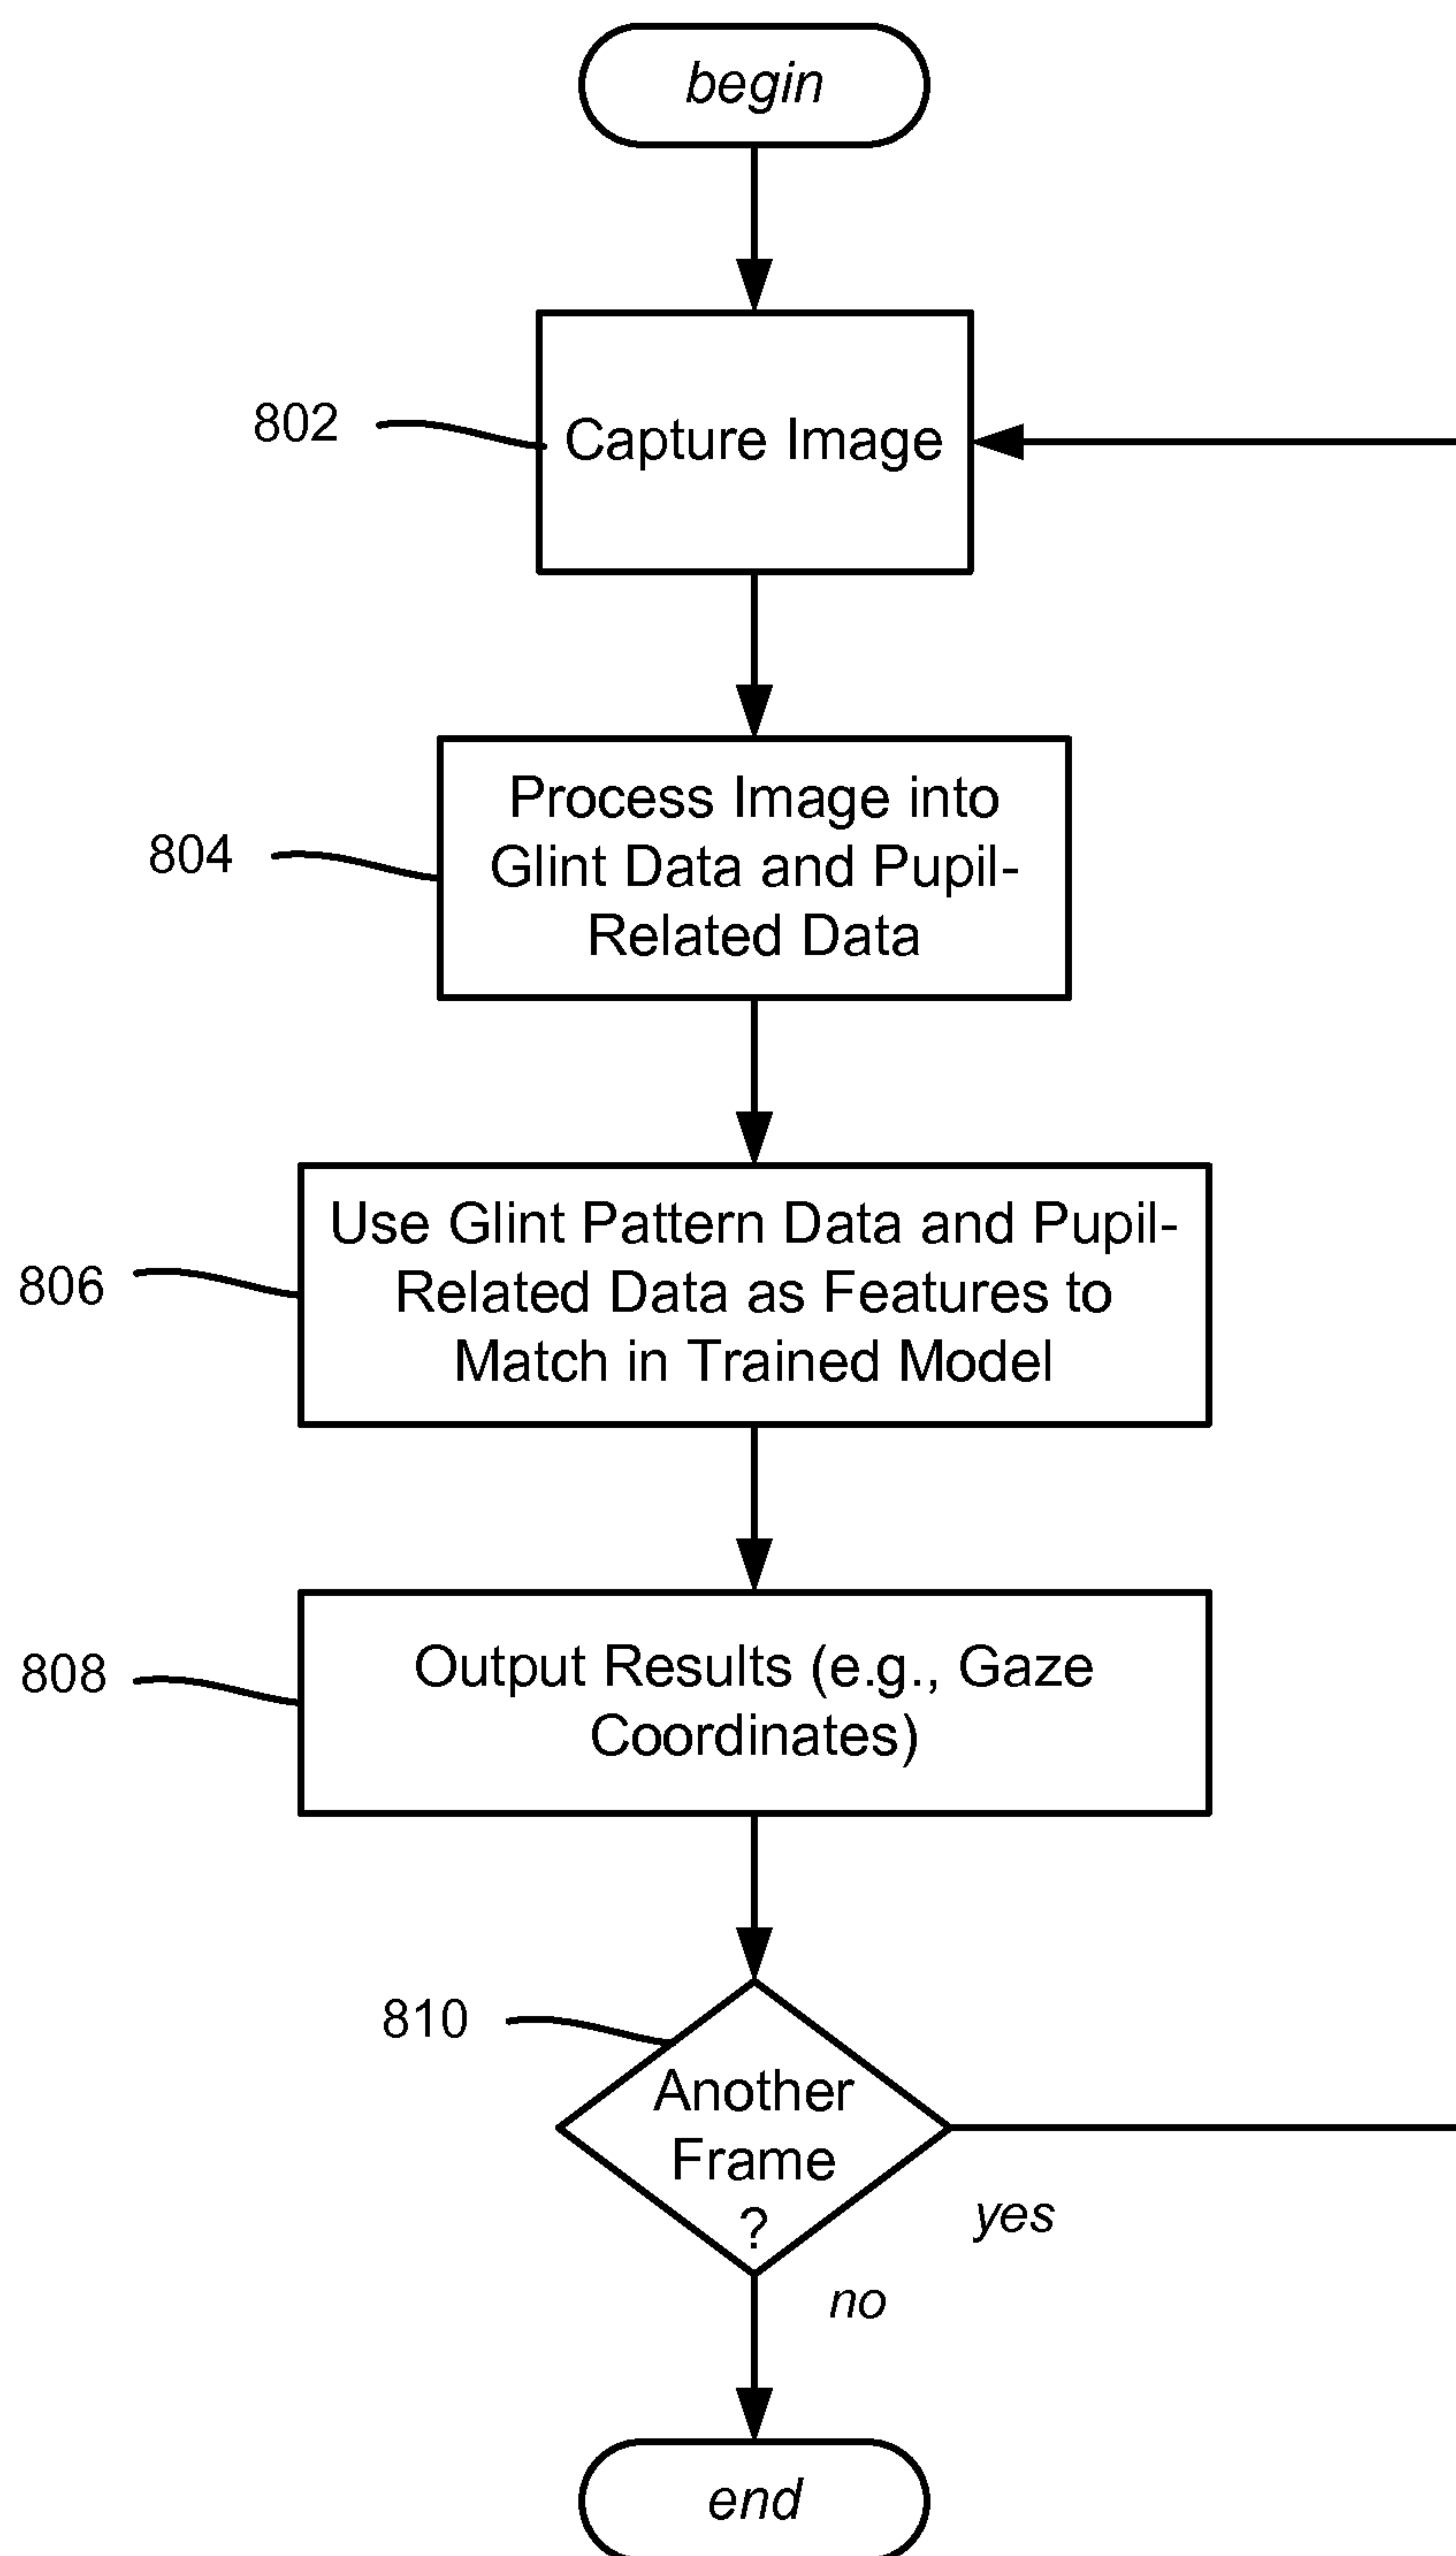 begin
802
Capture Image
804
Process Image into
Glint Data and Pupil-
Related Data
806
Use Glint Pattern Data and Pupil-
Related Data as Features to
Match in Trained Model
808
Output Results (e.g., Gaze
Coordinates)
810
Another
Frame
?
yes
no
end